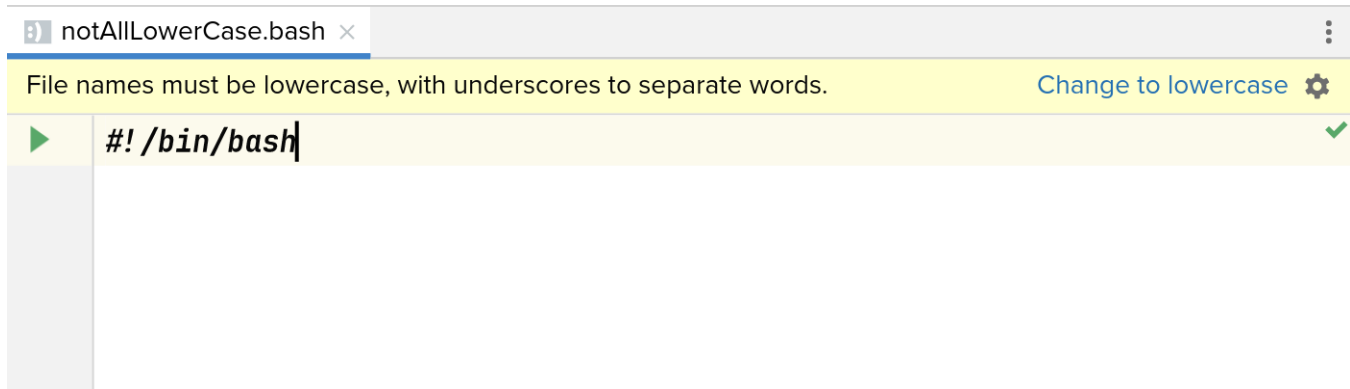 notAllLowerCase.bash
File names must be lowercase, with underscores to separate words. Change to lowercase
#!/bin/bash